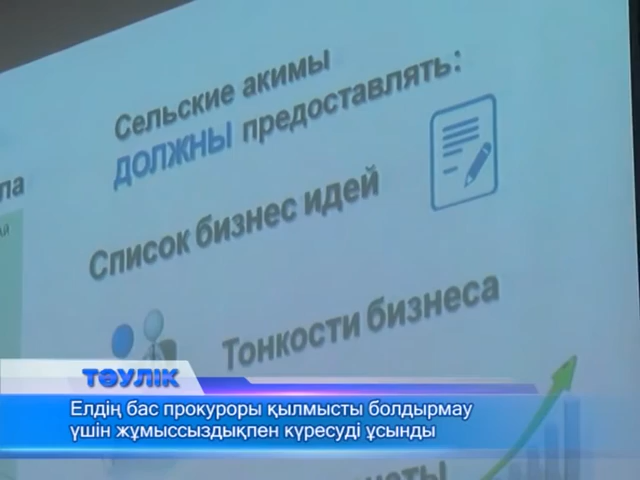 Сельские акимы
ДОЛЖНЫ предоставлять:
Список бизнес идей
Тонкости бизнеса
ТӘУЛІК
Елдің бас прокуроры қылмысты болдырмау
үшін жұмыссыздықпен күресуді ұсынды